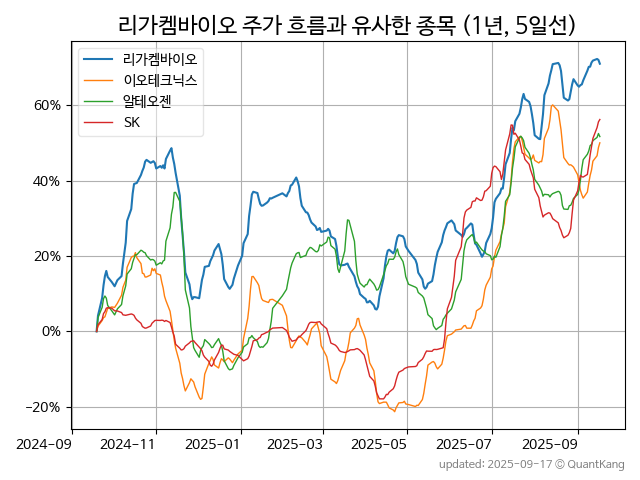 리가켐바이오 주가 흐름과 유사한 종목 (1년, 5일선)
리가켐바이오
이오테크닉스
알테오젠
SK
60%
40%
20%
0%
−20%
2024-09 2024-11 2025-01 2025-03 2025-05 2025-07 2025-09
updated: 2025-09-17 © QuantKang